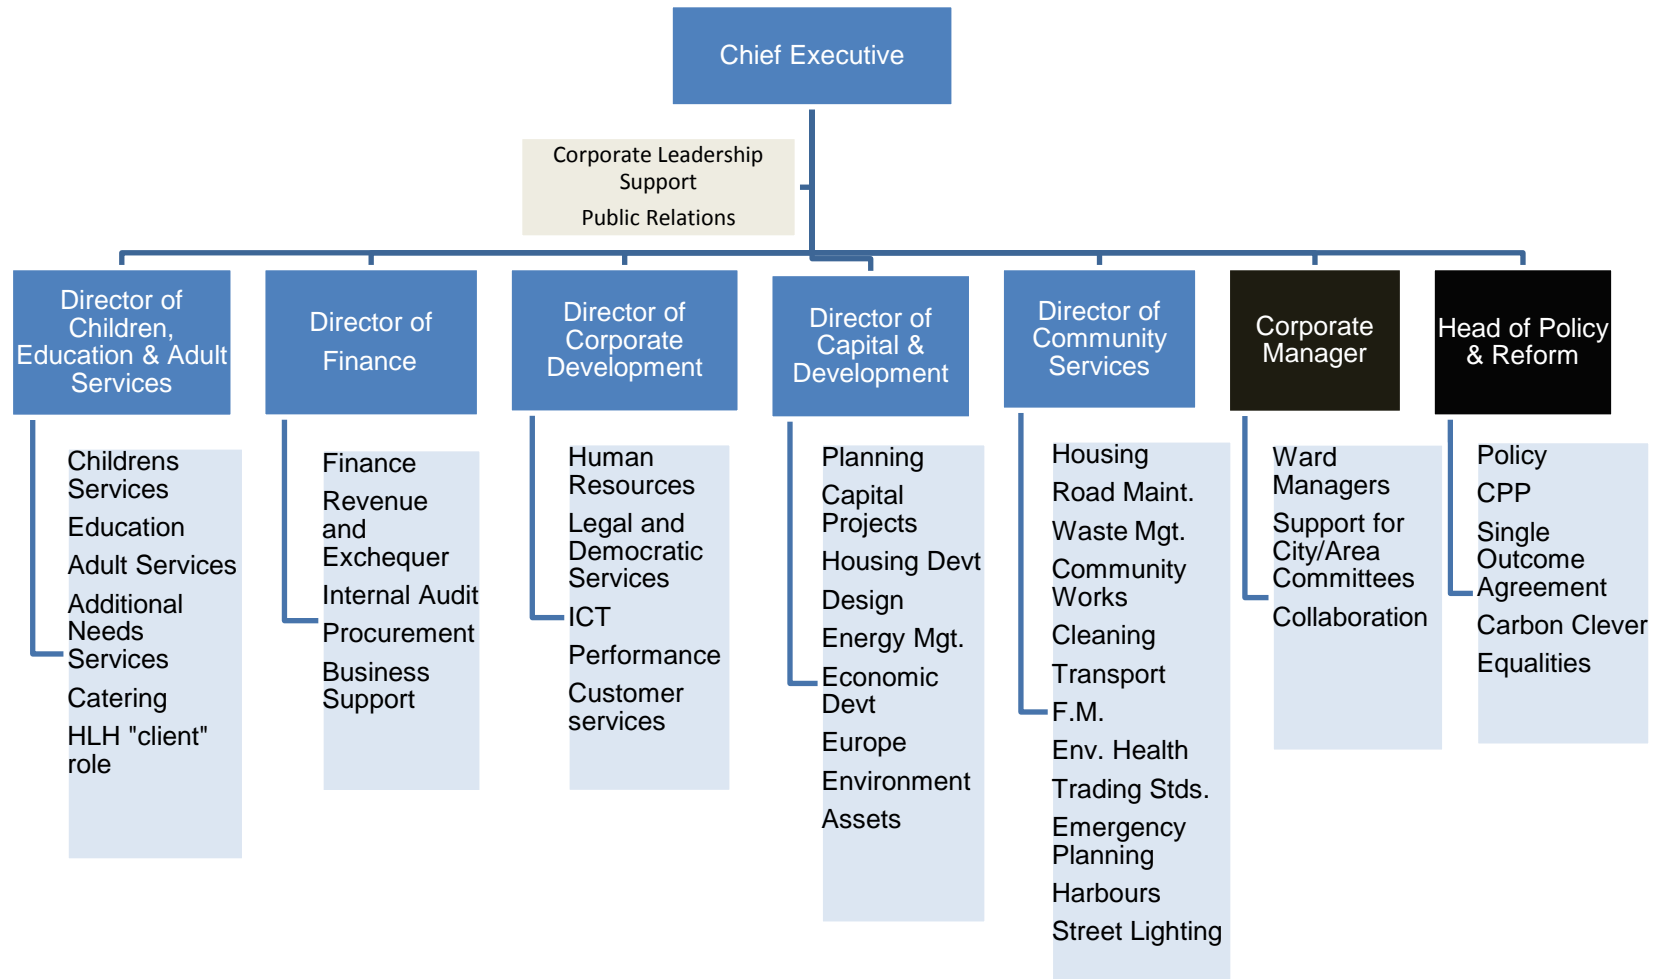 Chief Executive
Corporate Leadership
Support
Public Relations
Director of
Children,
Education & Adult
Services
Director of
Finance
Director of
Corporate
Development
Director of
Capital &
Development
Director of
Community
Services
Corporate
Manager
Head of Policy
& Reform
Childrens
Services
Education
Adult Services
Additional
Needs
Services
Catering
HLH "client"
role
Finance
Revenue
and
Exchequer
Internal Audit
Procurement
Business
Support
Human
Resources
Legal and
Democratic
Services
ICT
Performance
Customer
services
Planning
Capital
Projects
Housing Devt
Design
Energy Mgt.
Economic
Devt
Europe
Environment
Assets
Housing
Road Maint.
Waste Mgt.
Community
Works
Cleaning
Transport
F.M.
Env. Health
Trading Stds.
Emergency
Planning
Harbours
Street Lighting
Ward
Managers
Support for
City/Area
Committees
Collaboration
Policy
CPP
Single
Outcome
Agreement
Carbon Clever
Equalities